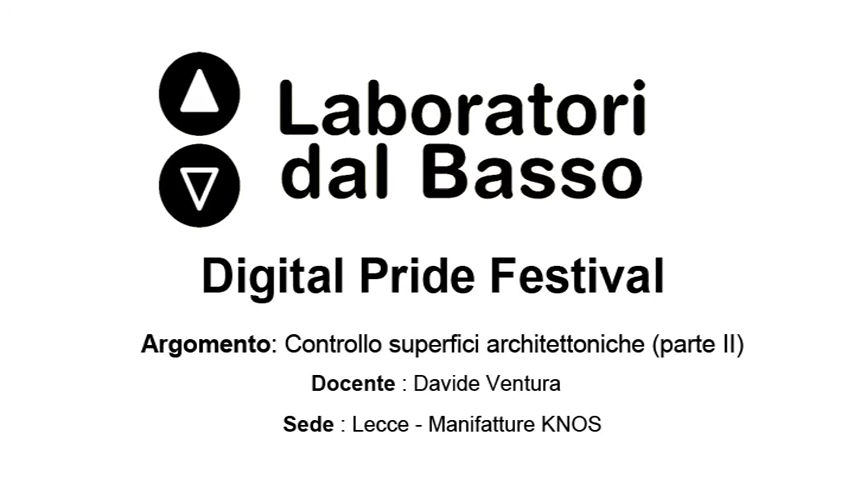 Laboratori
dal Basso
Digital Pride Festival
Argomento: Controllo superfici architettoniche (parte II)
Docente : Davide Ventura
Sede : Lecce - Manifatture KNOS